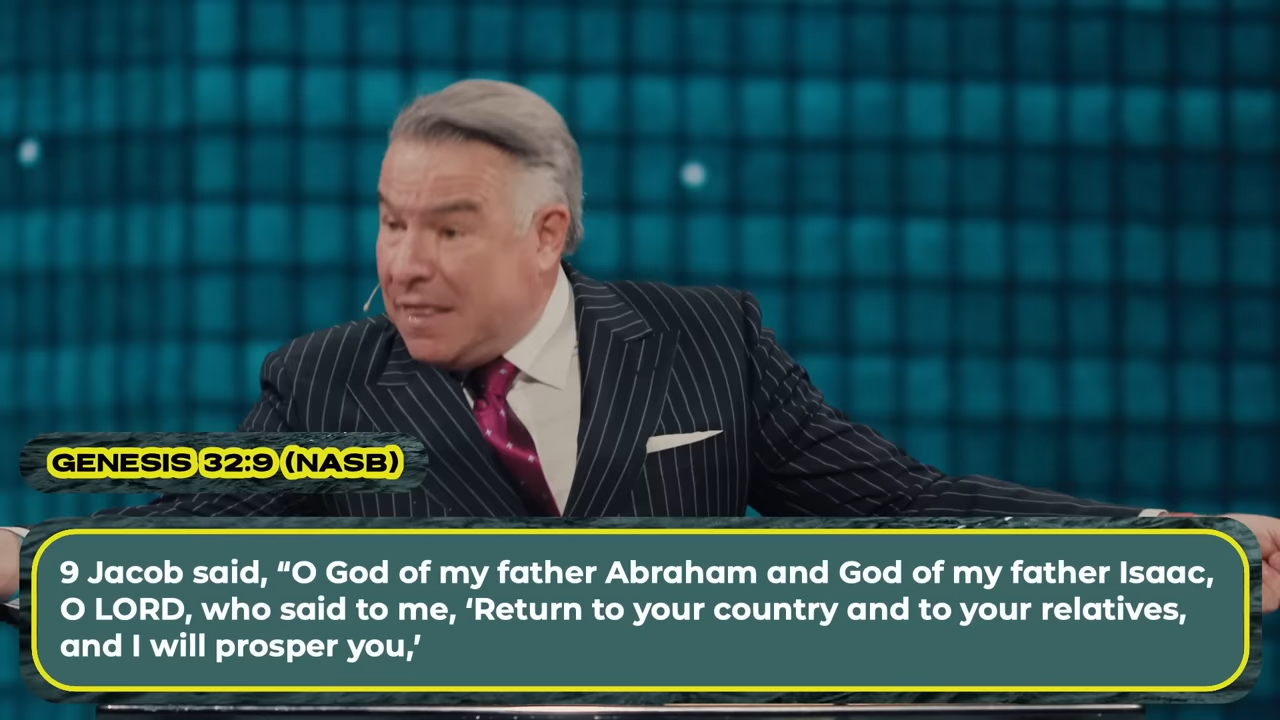 GENESIS 32:9 (NASB)
9 Jacob said, “O God of my father Abraham and God of my father Isaac,
O LORD, who said to me, ‘Return to your country and to your relatives,
and I will prosper you,’